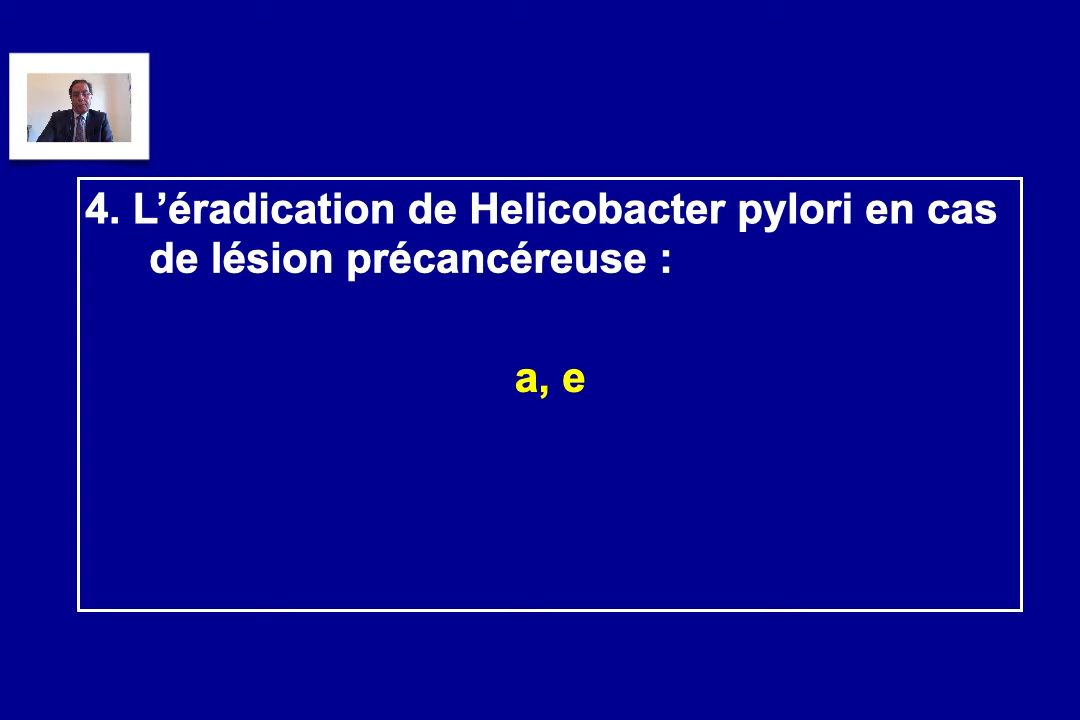 4. L’éradication de Helicobacter pylori en cas
de lésion précancéreuse :
a, e